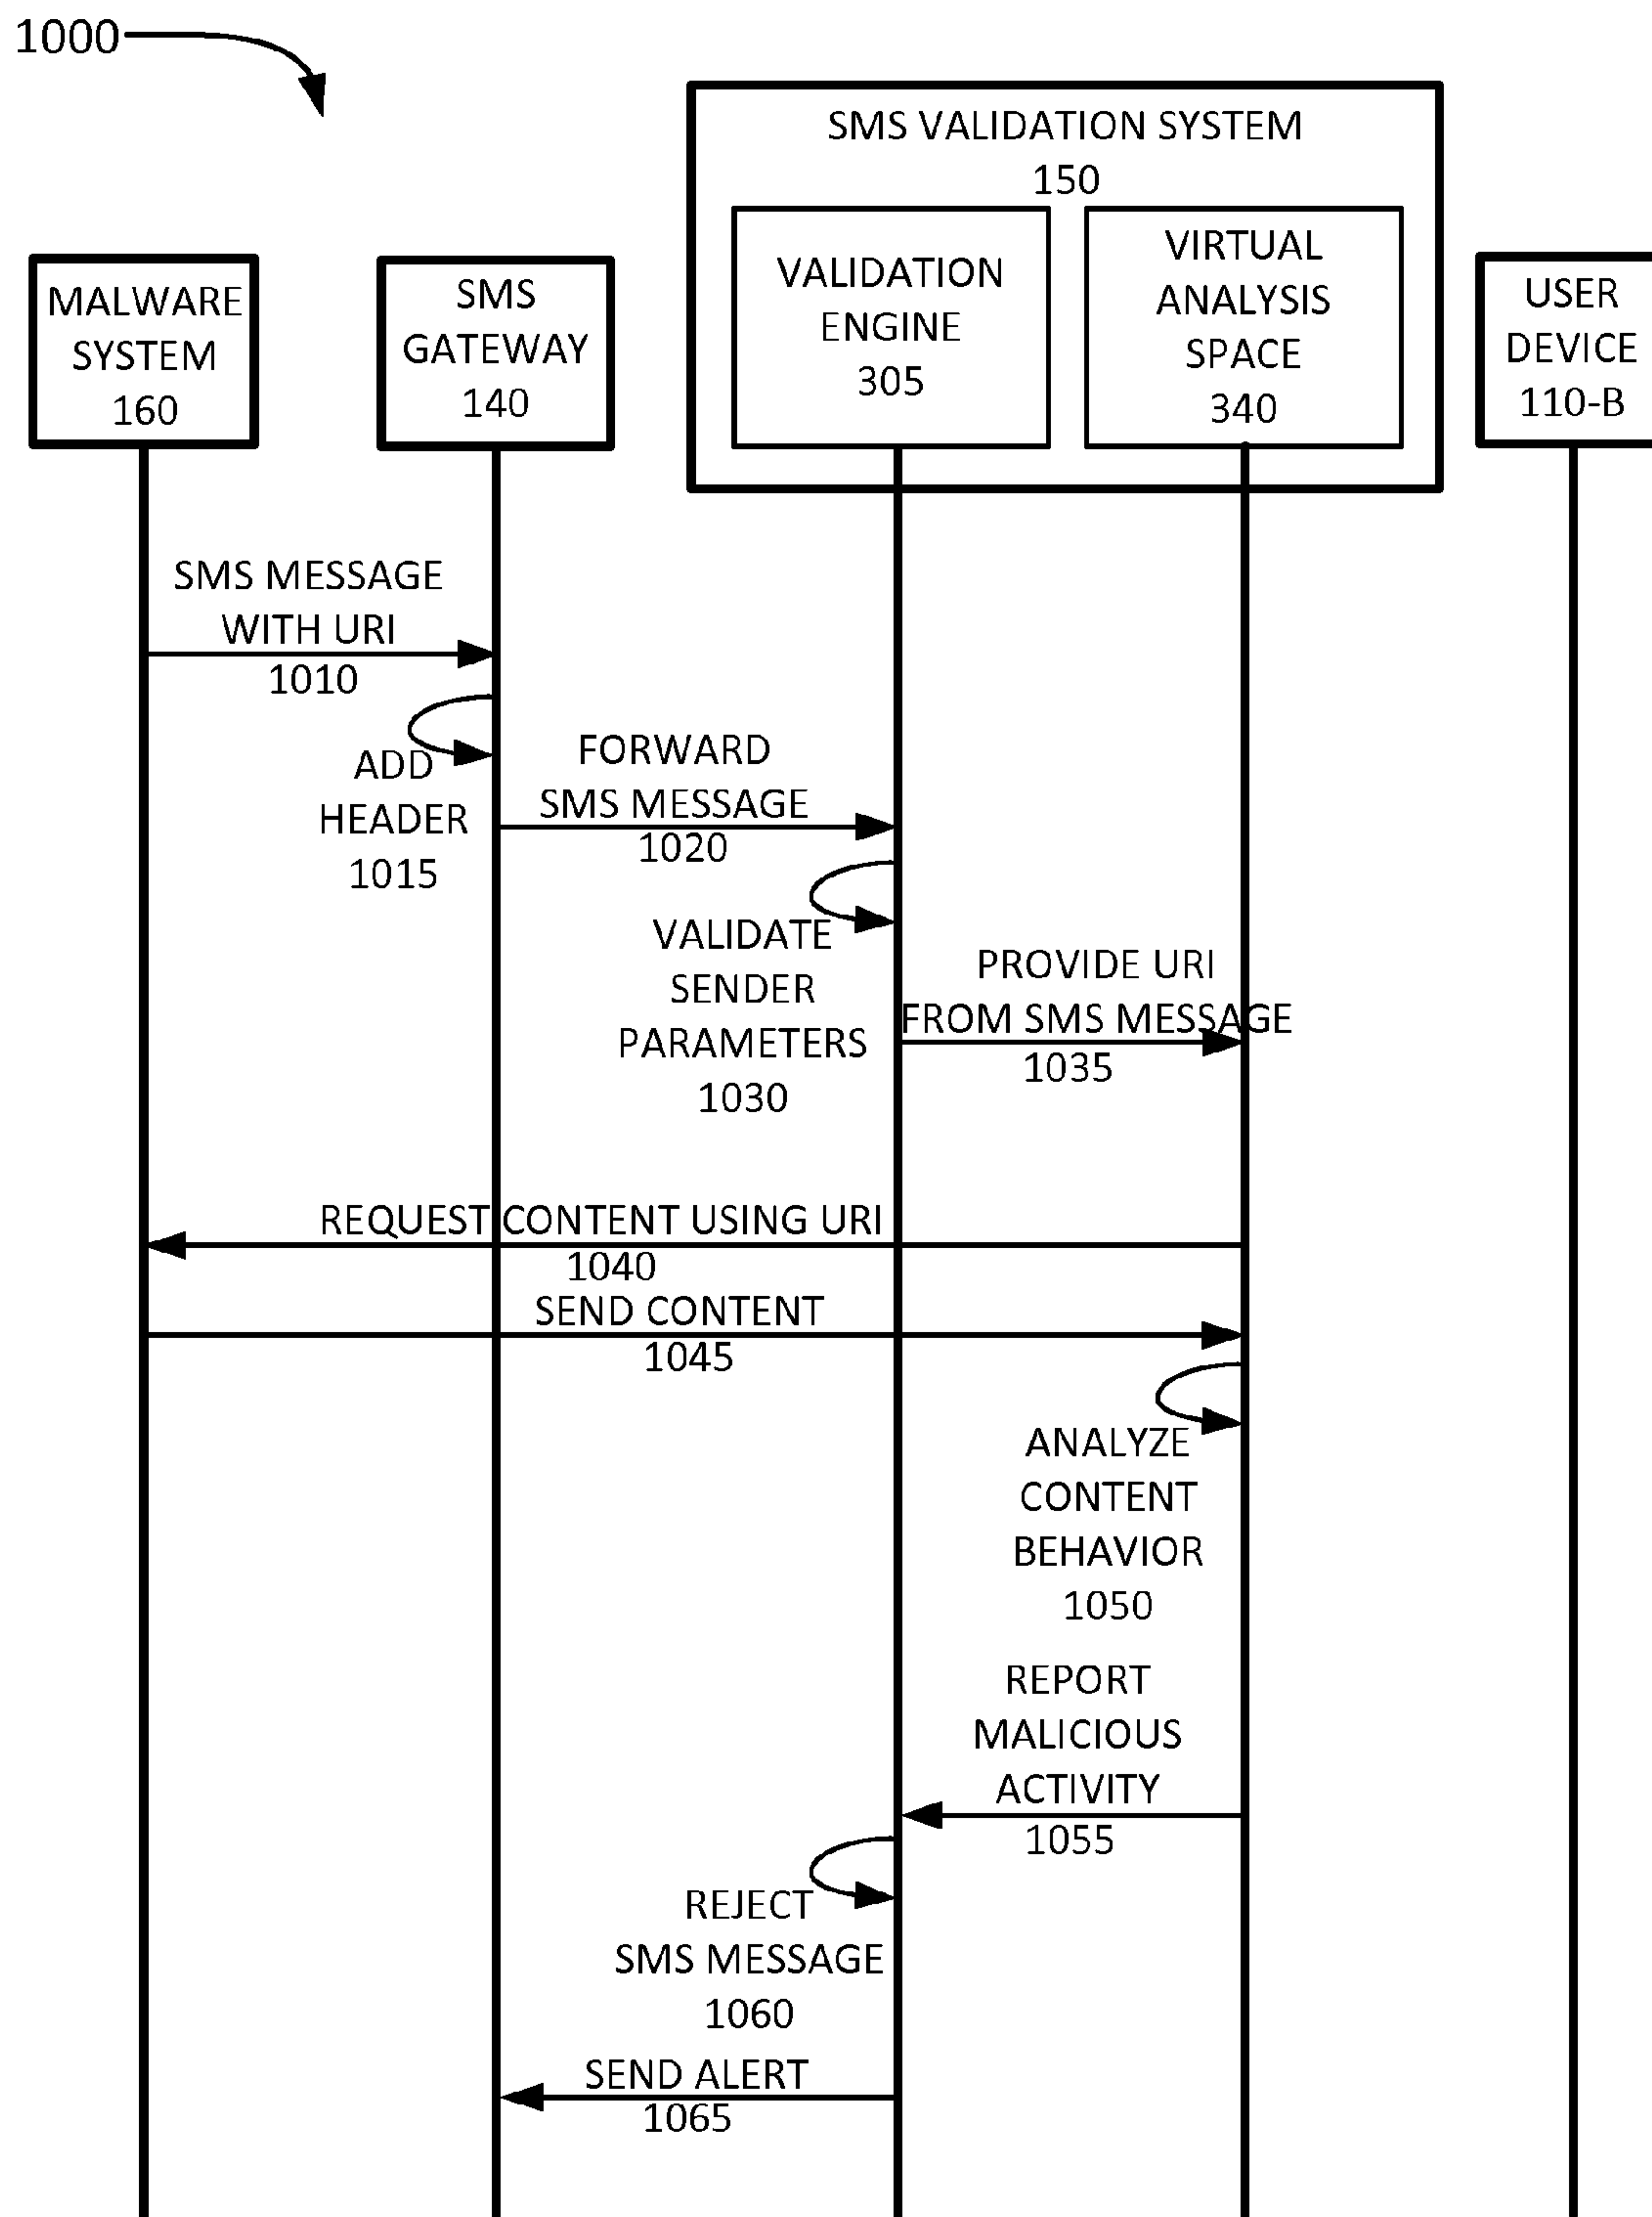 1000
SMS VALIDATION SYSTEM
150
MALWARE
SYSTEM
160
SMS
GATEWAY
140
VALIDATION
ENGINE
305
VIRTUAL
ANALYSIS
SPACE
340
USER
DEVICE
110-B
SMS MESSAGE
WITH URI
1010
ADD
HEADER
1015
FORWARD
SMS MESSAGE
1020
VALIDATE
SENDER
PARAMETERS
1030
PROVIDE URI
FROM SMS MESSAGE
1035
REQUEST CONTENT USING URI
1040
SEND CONTENT
1045
ANALYZE
CONTENT
BEHAVIOR
1050
REPORT
MALICIOUS
ACTIVITY
1055
REJECT
SMS MESSAGE
1060
SEND ALERT
1065